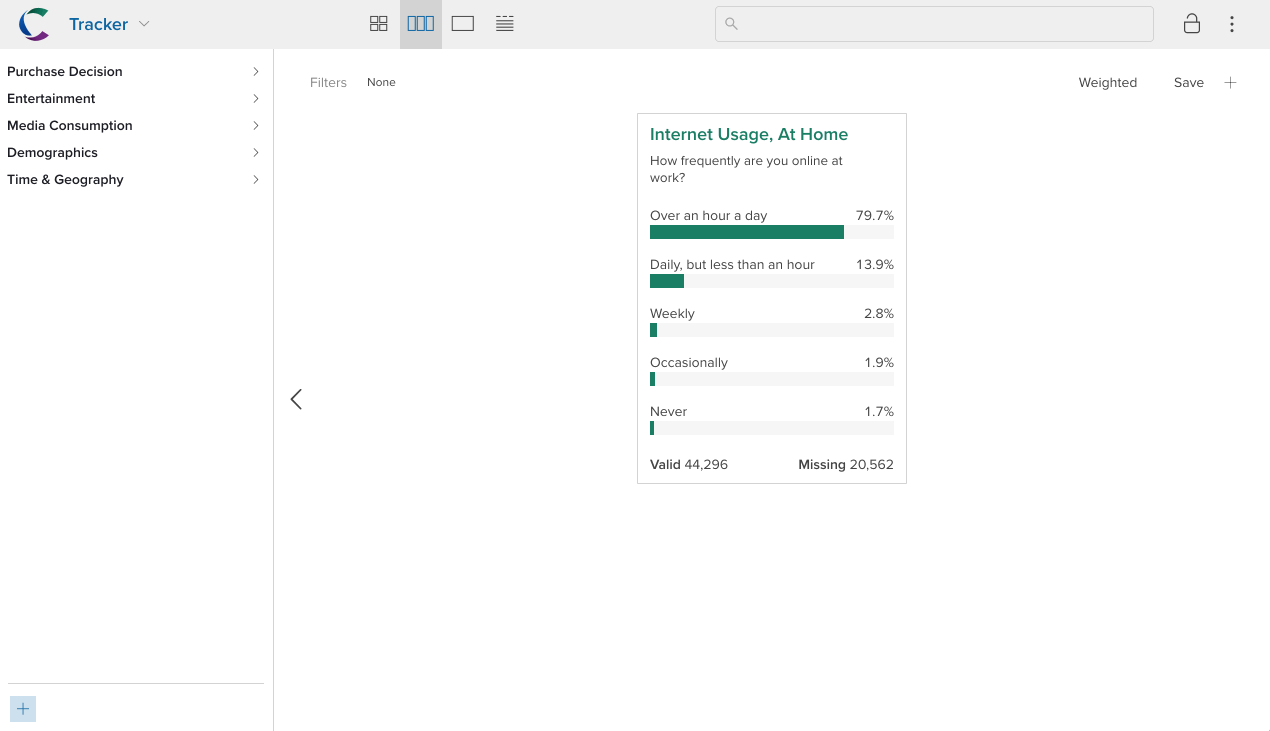 Tracker
Purchase Decision
Entertainment
Media Consumption
Demographics
Time & Geography
Filters None Weighted Save
Internet Usage, At Home
How frequently are you online at
work?
Over an hour a day 79.7%
Daily, but less than an hour 13.9%
Weekly 2.8%
Occasionally 1.9%
Never 1.7%
Valid 44,296 Missing 20,562